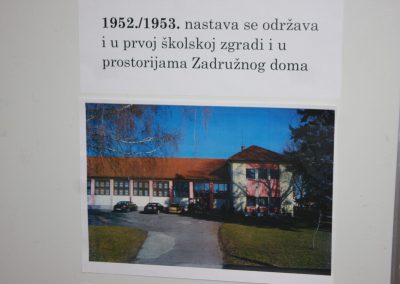 1952./1953. nastava se održava
i u prvoj školskoj zgradi i u
prostorijama Zadružnog doma